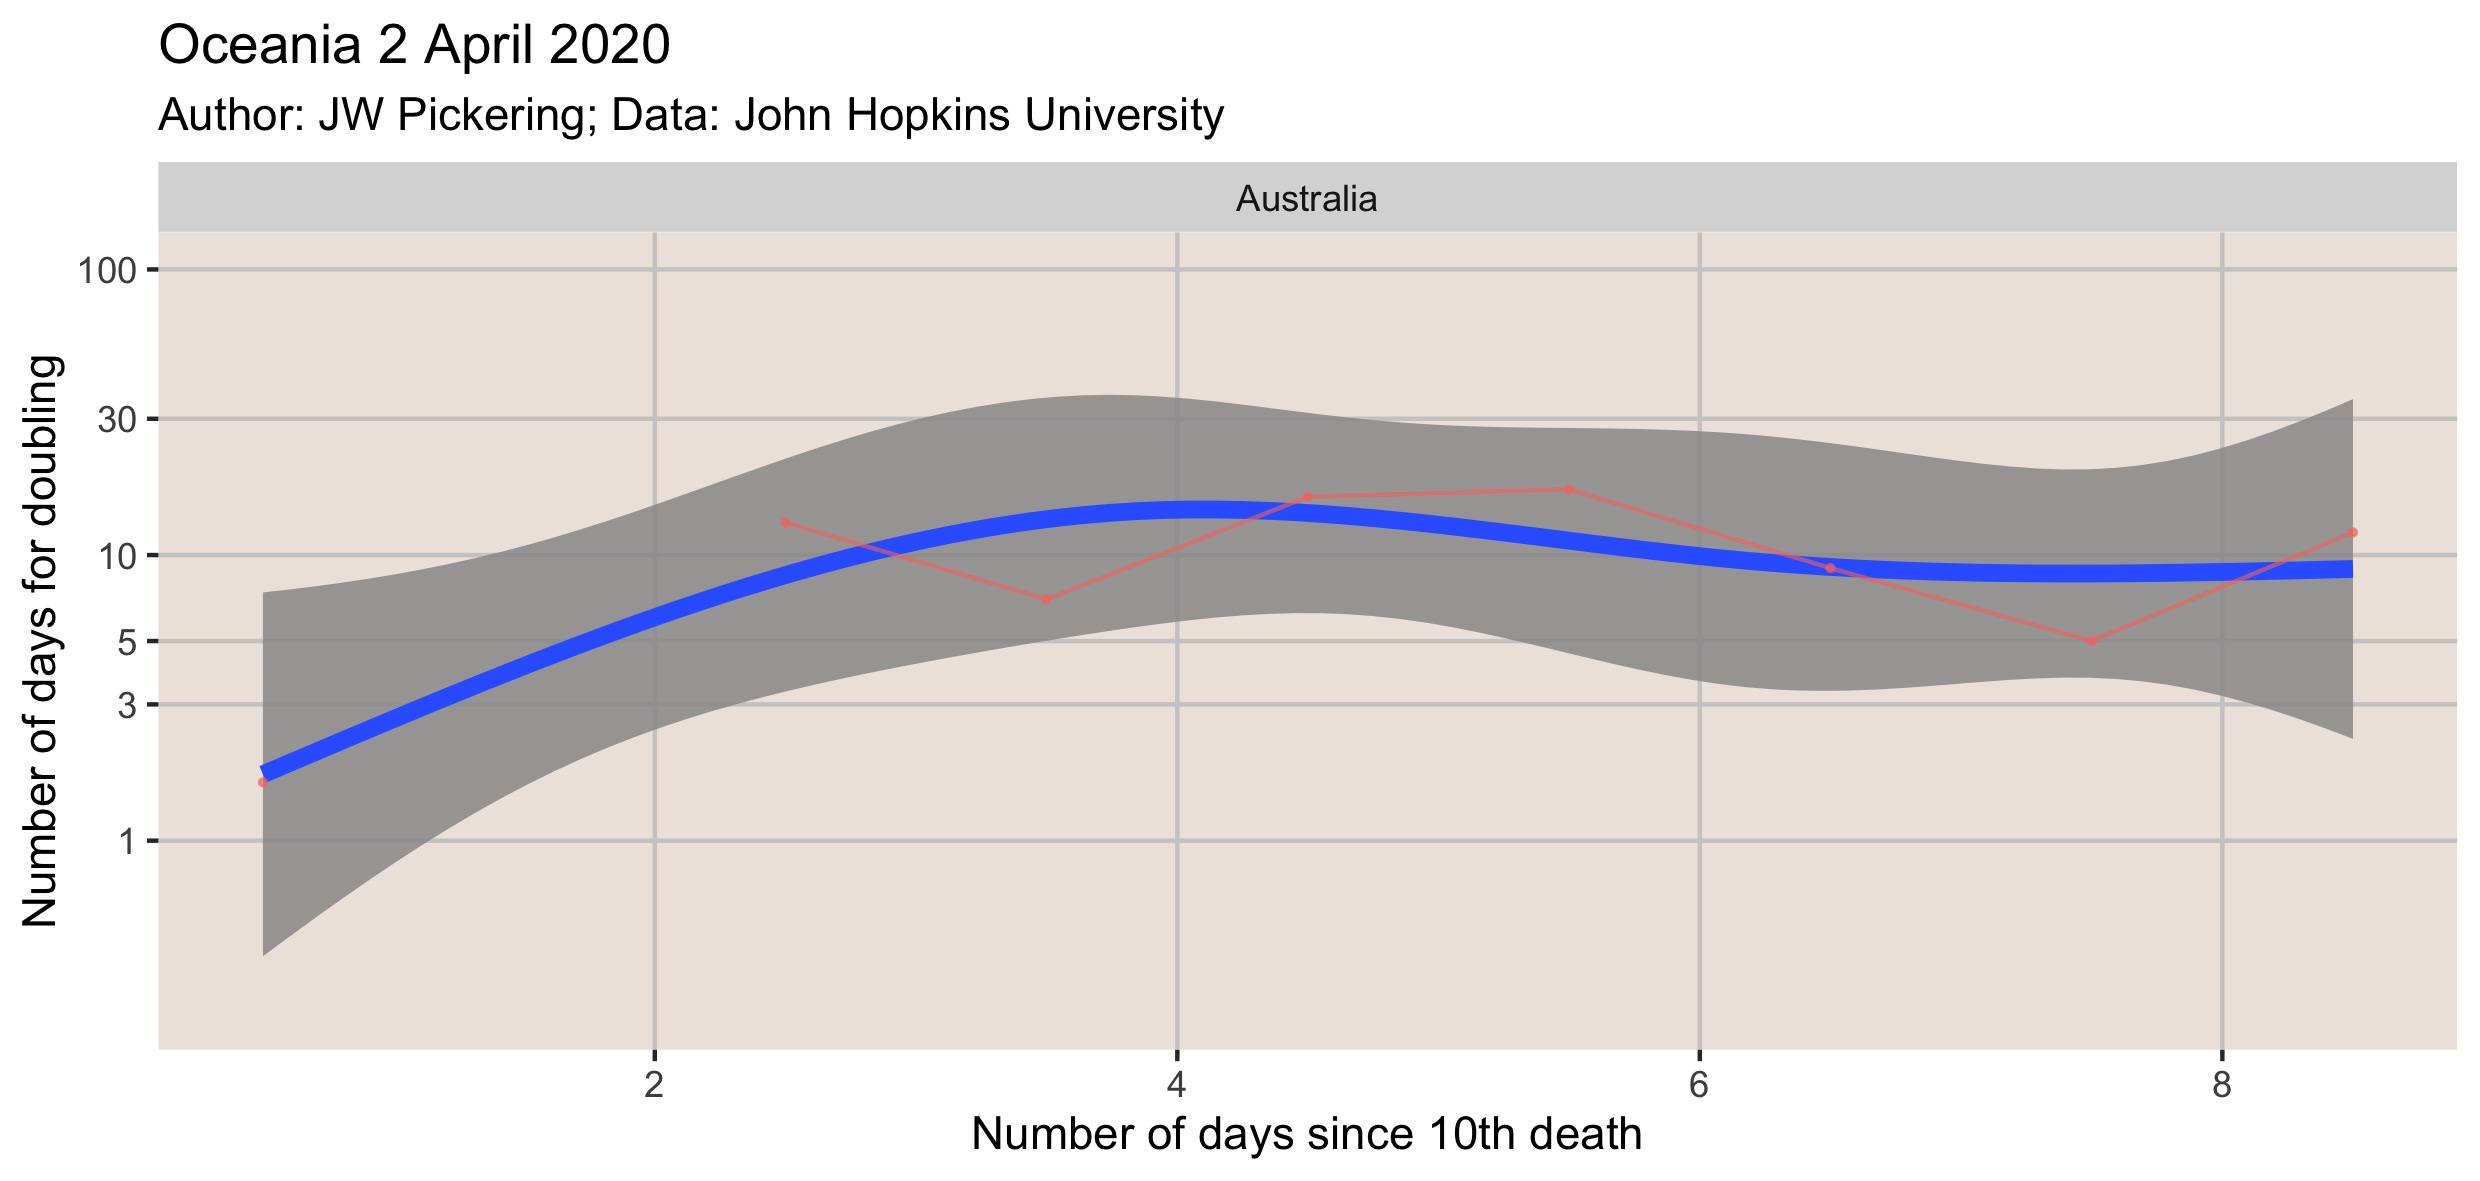 Oceania 2 April 2020
Author: JW Pickering; Data: John Hopkins University
Australia
Number of days for doubling
100
30
10
5
3
1
2 4 6 8
Number of days since 10th death